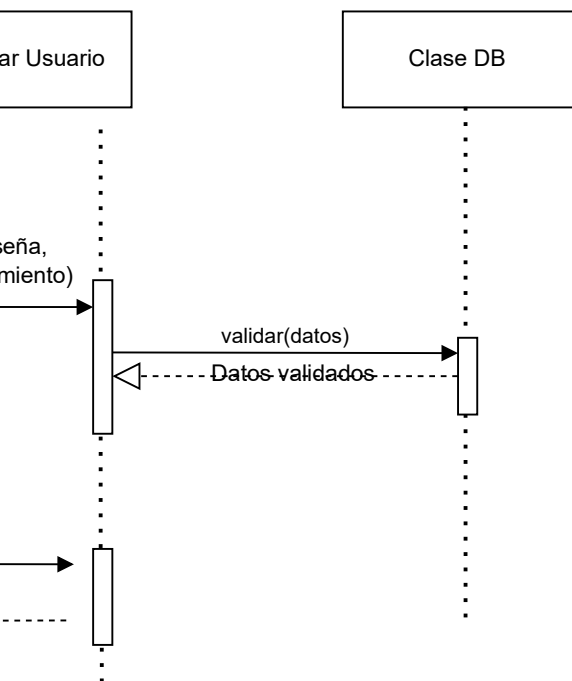 ar Usuario
Clase DB
seña,
miento)
validar(datos)
Datos validados